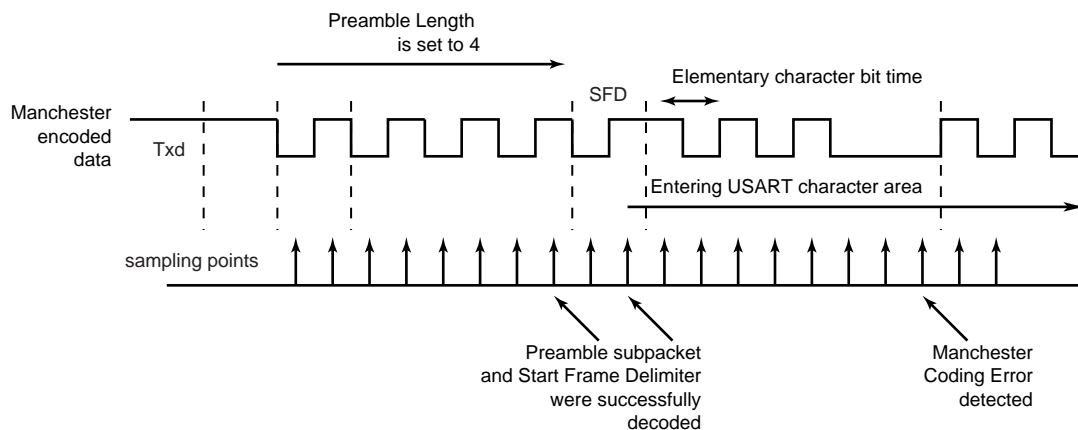 Preamble Length
is set to 4
Elementary character bit time
SFD
Manchester
encoded
data
Txd
Entering USART character area
sampling points
Preamble subpacket
and Start Frame Delimiter
were successfully
decoded
Manchester
Coding Error
detected